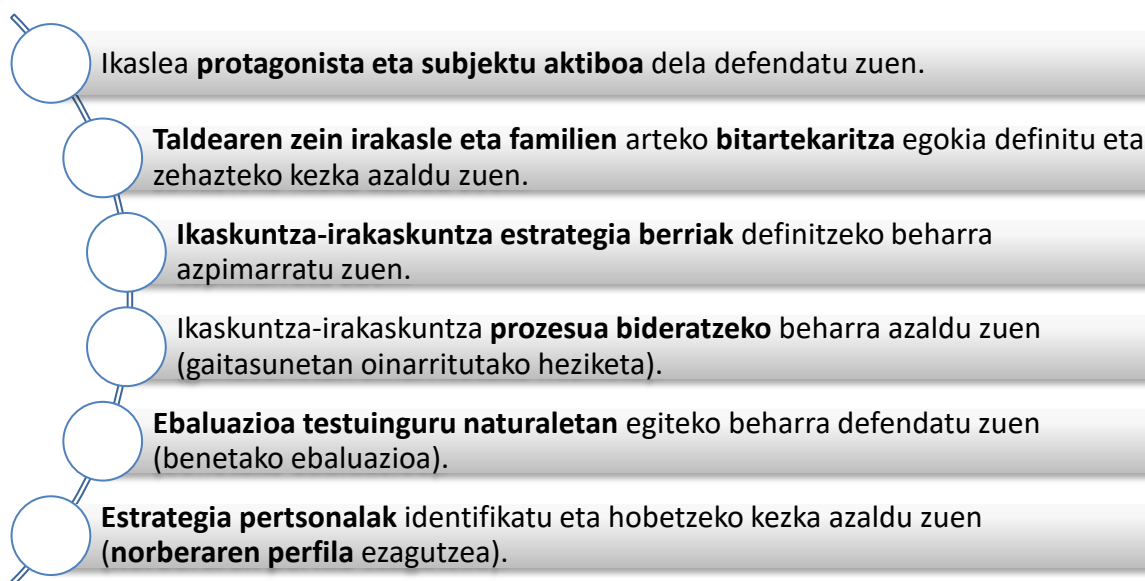 Ikaslea protagonista eta subjektu aktiboa dela defendatu zuen.
Taldearen zein irakasle eta familien arteko bitartekaritza egokia definitu eta
zehazteko kezka azaldu zuen.
Ikaskuntza-irakaskuntza estrategia berriak definitzeko beharra
azpimarratu zuen.
Ikaskuntza-irakaskuntza prozesua bideratzeko beharra azaldu zuen
(gaitasunetan oinarritutako heziketa).
Ebaluazioa testuinguru naturaletan egiteko beharra defendatu zuen
(benetako ebaluazioa).
Estrategia pertsonalak identifikatu eta hobetzeko kezka azaldu zuen
(norberaren perfila ezagutzea).